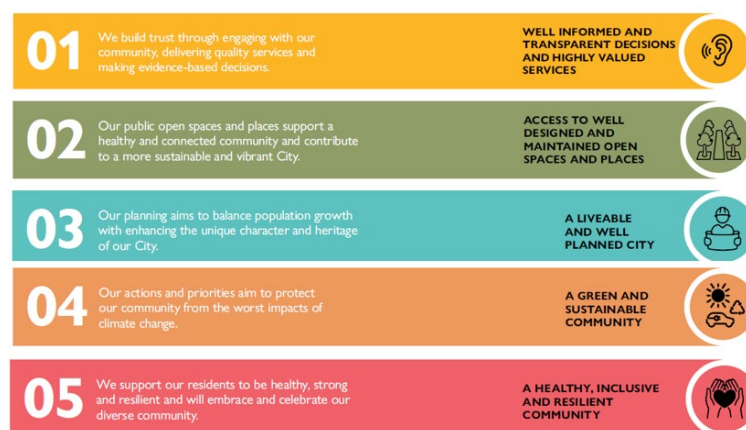 01
We build trust through engaging with our
community, delivering quality services and
making evidence-based decisions.
WELL INFORMED AND
TRANSPARENT DECISIONS
AND HIGHLY VALUED
SERVICES
02
Our public open spaces and places support a
healthy and connected community and contribute
to a more sustainable and vibrant City.
ACCESS TO WELL
DESIGNED AND
MAINTAINED OPEN
SPACES AND PLACES
03
Our planning aims to balance population growth
with enhancing the unique character and heritage
of our City.
A LIVEABLE
AND WELL
PLANNED CITY
04
Our actions and priorities aim to protect
our community from the worst impacts of
climate change.
A GREEN AND
SUSTAINABLE
COMMUNITY
05
We support our residents to be healthy, strong
and resilient and will embrace and celebrate our
diverse community.
A HEALTHY, INCLUSIVE
AND RESILIENT
COMMUNITY